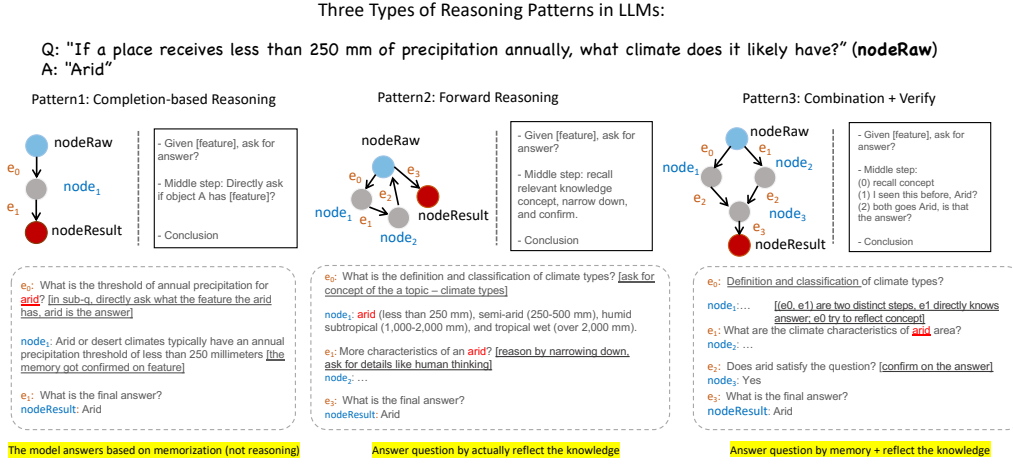 Three Types of Reasoning Patterns in LLMs:
Q: "If a place receives less than 250 mm of precipitation annually, what climate does it likely have?" (nodeRaw)
A: "Arid"
Pattern1: Completion-based Reasoning
nodeRaw
e0
node1
e1
nodeResult
- Given [feature], ask for
answer?
- Middle step: Directly ask
if object A has [feature]?
- Conclusion
e0: What is the threshold of annual precipitation for
arid? [in sub-q, directly ask what the feature the arid
has, arid is the answer]
node1: Arid or desert climates typically have an annual
precipitation threshold of less than 250 millimeters [the
memory got confirmed on feature]
e1: What is the final answer?
nodeResult: Arid
The model answers based on memorization (not reasoning)
Pattern2: Forward Reasoning
nodeRaw
e0
e3
e2
node1
e1
nodeResult
node2
- Given [feature], ask for
answer?
- Middle step: recall
relevant knowledge
concept, narrow down,
and confirm.
- Conclusion
e0: What is the definition and classification of climate types? [ask for
concept of the a topic – climate types]
node1: arid (less than 250 mm), semi-arid (250-500 mm), humid
subtropical (1,000-2,000 mm), and tropical wet (over 2,000 mm).
e1: More characteristics of an arid? [reason by narrowing down,
ask for details like human thinking]
node2: …
e3: What is the final answer?
nodeResult: Arid
Answer question by actually reflect the knowledge
Pattern3: Combination + Verify
nodeRaw
e0
e1
node1
node2
e2
e2
node3
e3
nodeResult
- Given [feature], ask for
answer?
- Middle step:
(0) recall concept
(1) I seen this before, Arid?
(2) both goes Arid, is that
the answer?
- Conclusion
e0: Definition and classification of climate types?
node1:… [(e0, e1) are two distinct steps, e1 directly knows
answer; e0 try to reflect concept]
e1: What are the climate characteristics of arid area?
node2: …
e2: Does arid satisfy the question? [confirm on the answer]
node3: Yes
e3: What is the final answer?
nodeResult: Arid
Answer question by memory + reflect the knowledge